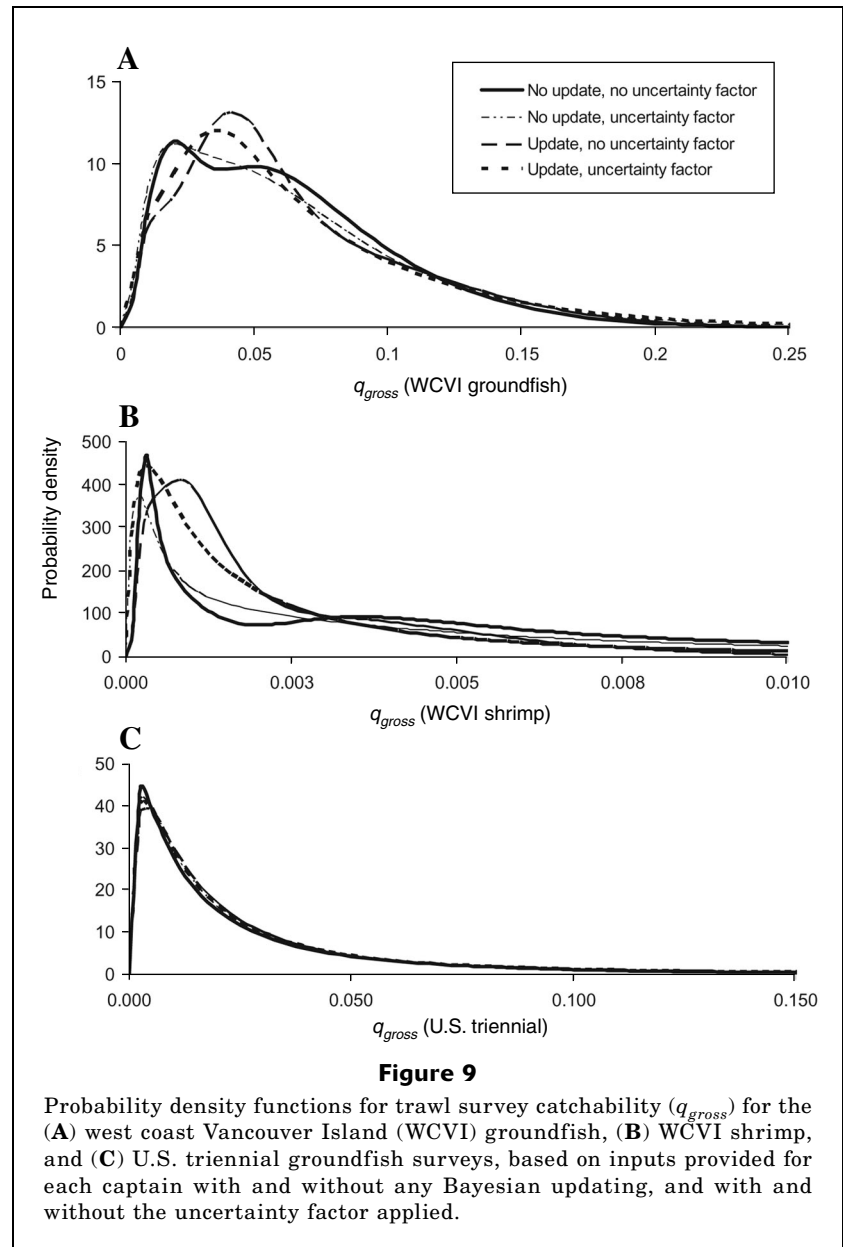 A
15
10
5
0
0 0.05 0.1 0.15 0.2 0.25
q_gross (WCVI groundfish)
No update, no uncertainty factor
No update, uncertainty factor
Update, no uncertainty factor
Update, uncertainty factor
B
Probability density
500
400
300
200
100
0
0.000 0.003 0.005 0.008 0.010
q_gross (WCVI shrimp)
C
50
40
30
20
10
0
0.000 0.050 0.100 0.150
q_gross (U.S. triennial)
Figure 9
Probability density functions for trawl survey catchability (q_gross) for the
(A) west coast Vancouver Island (WCVI) groundfish, (B) WCVI shrimp,
and (C) U.S. triennial groundfish surveys, based on inputs provided for
each captain with and without any Bayesian updating, and with and
without the uncertainty factor applied.